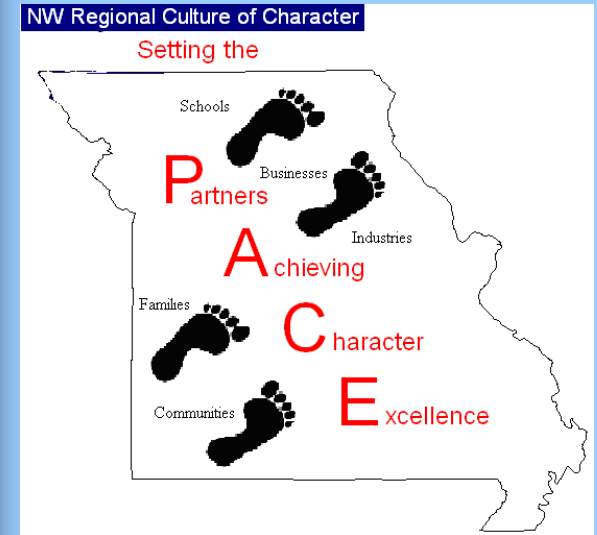 NW Regional Culture of Character
Setting the
Schools
Businesses
Partners
Industries
Achieving
Families
Character
Communities
Excellence